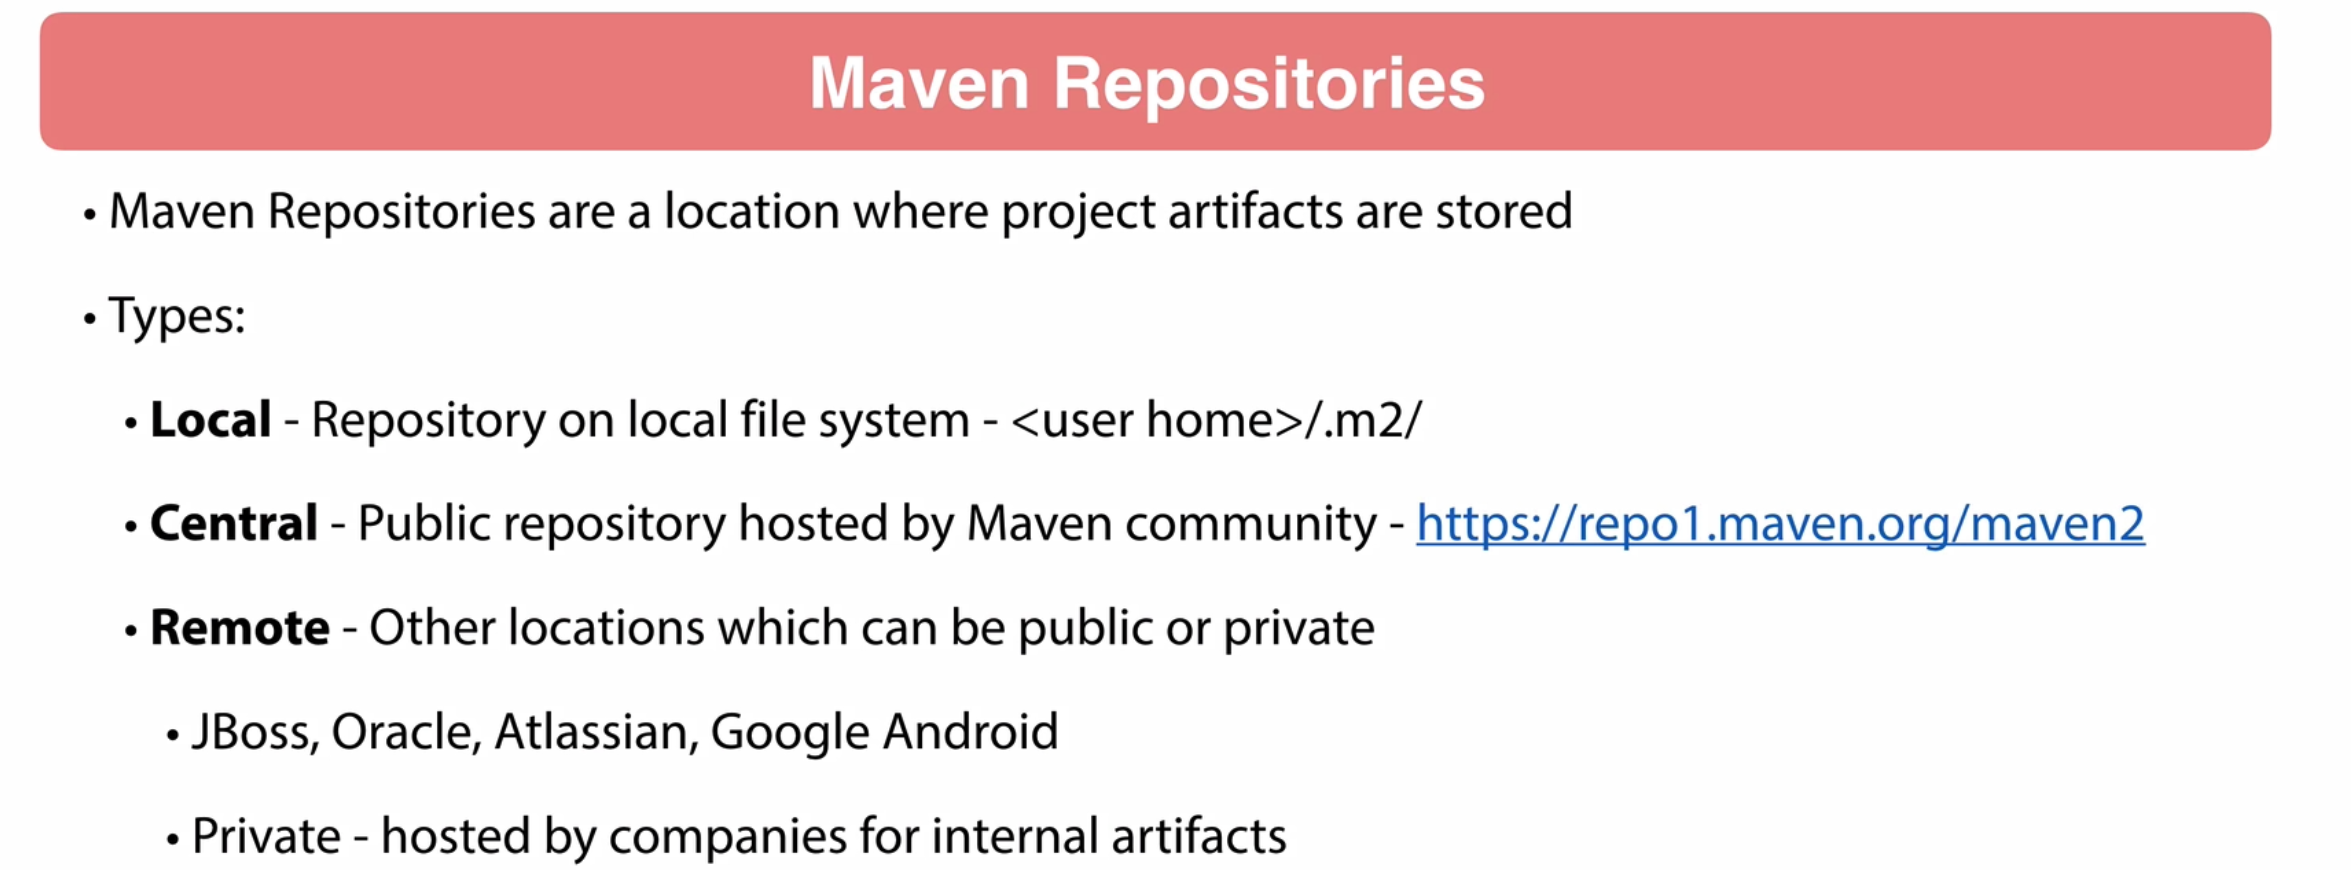 Maven Repositories
• Maven Repositories are a location where project artifacts are stored
• Types:
• Local - Repository on local file system - <user home>/.m2/
• Central - Public repository hosted by Maven community - https://repo1.maven.org/maven2
• Remote - Other locations which can be public or private
• JBoss, Oracle, Atlassian, Google Android
• Private - hosted by companies for internal artifacts